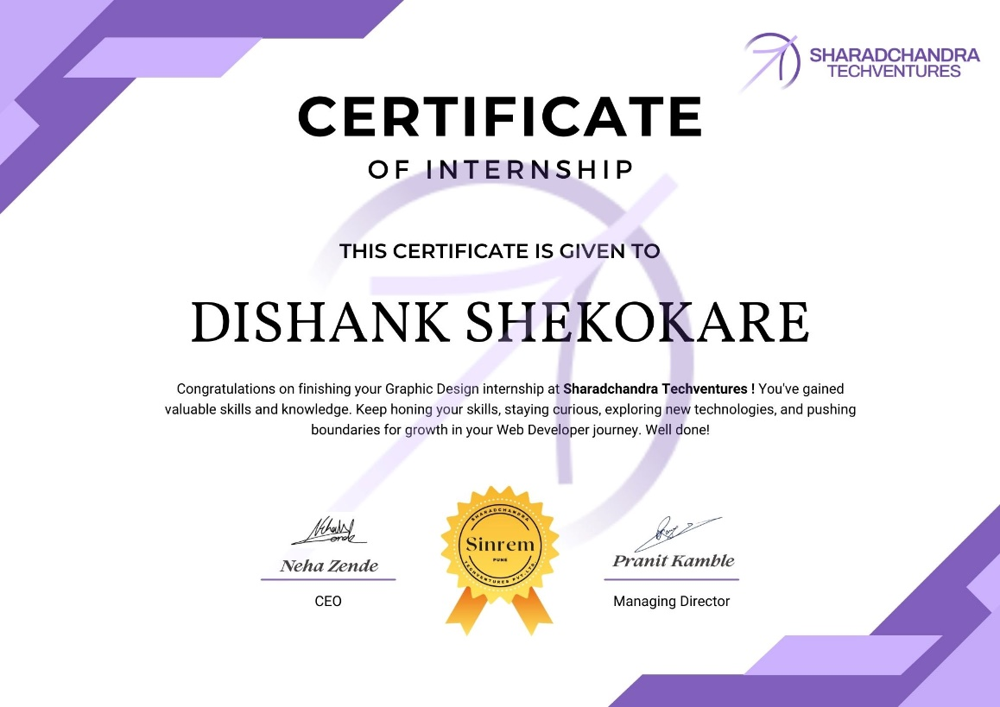 SHARADCHANDRA
TECHVENTURES
CERTIFICATE
OF INTERNSHIP
THIS CERTIFICATE IS GIVEN TO
DISHANK SHEKOKARE
Congratulations on finishing your Graphic Design internship at Sharadchandra Techventures ! You've gained
valuable skills and knowledge. Keep honing your skills, staying curious, exploring new technologies, and pushing
boundaries for growth in your Web Developer journey. Well done!
Neha Zende
CEO
SHARADCHANDRA
Sinrem
PUNE
TECHVENTURES PVT. LTD.
Pranit Kamble
Managing Director